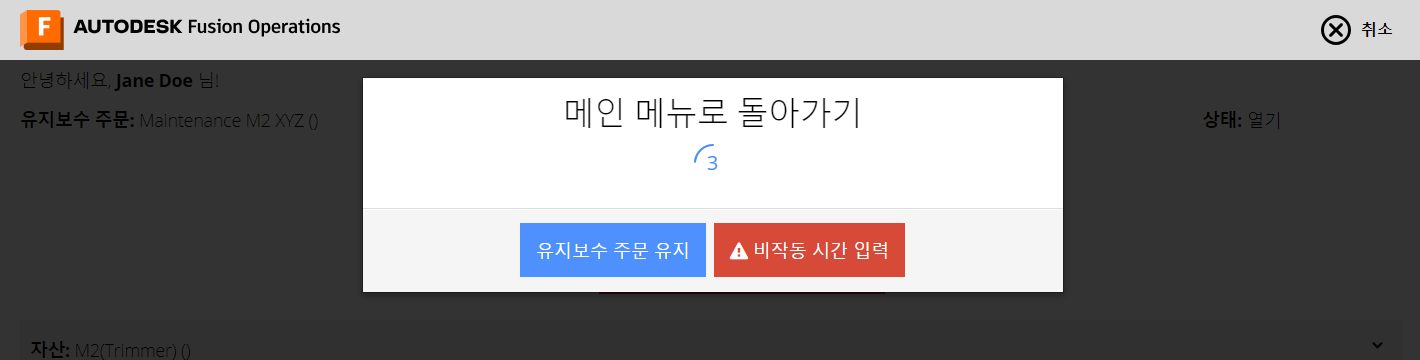 AUTODESK Fusion Operations
취소
안녕하세요, Jane Doe 님!
유지보수 주문: Maintenance M2 XYZ ()
상태: 열기
메인 메뉴로 돌아가기
3
유지보수 주문 유지
비작동 시간 입력
자산: M2(Trimmer) ()